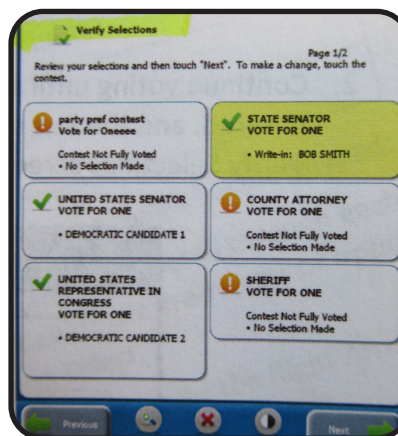 Verify Selections
Page 1/2
Review your selections and then touch "Next". To make a change, touch the
contest.
party pref contest
Vote for Oneeee
Contest Not Fully Voted
• No Selection Made
STATE SENATOR
VOTE FOR ONE
• Write-in: BOB SMITH
UNITED STATES SENATOR
VOTE FOR ONE
• DEMOCRATIC CANDIDATE 1
COUNTY ATTORNEY
VOTE FOR ONE
Contest Not Fully Voted
• No Selection Made
UNITED STATES
REPRESENTATIVE IN
CONGRESS
VOTE FOR ONE
• DEMOCRATIC CANDIDATE 2
SHERIFF
VOTE FOR ONE
Contest Not Fully Voted
• No Selection Made
Previous
Next